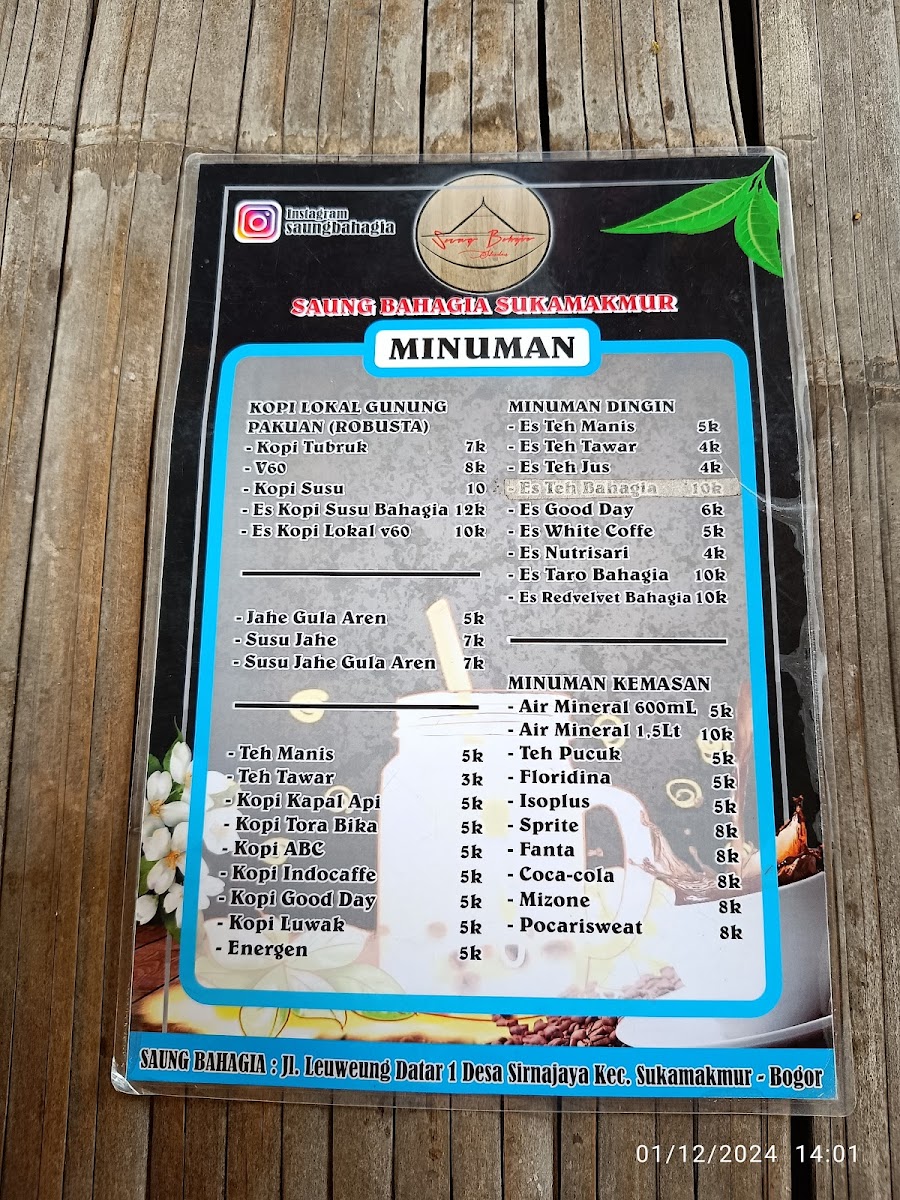 Instagram
saungbahagia
Saung Bahagia
SAUNG BAHAGIA SUKAMAKMUR
MINUMAN
KOPI LOKAL GUNUNG
PAKUAN (ROBUSTA)
- Kopi Tubruk 7k
- V60 8k
- Kopi Susu 10
- Es Kopi Susu Bahagia 12k
- Es Kopi Lokal v60 10k
- Jahe Gula Aren 5k
- Susu Jahe 7k
- Susu Jahe Gula Aren 7k
- Teh Manis 5k
- Teh Tawar 3k
- Kopi Kapal Api 5k
- Kopi Tora Bika 5k
- Kopi ABC 5k
- Kopi Indocaffe 5k
- Kopi Good Day 5k
- Kopi Luwak 5k
- Energen 5k
MINUMAN DINGIN
- Es Teh Manis 5k
- Es Teh Tawar 4k
- Es Teh Jus 4k
- Es Teh Bahagia 10k
- Es Good Day 6k
- Es White Coffe 5k
- Es Nutrisari 4k
- Es Taro Bahagia 10k
- Es Redvelvet Bahagia 10k
MINUMAN KEMASAN
- Air Mineral 600mL 5k
- Air Mineral 1,5Lt 10k
- Teh Pucuk 5k
- Floridina 5k
- Isoplus 5k
- Sprite 8k
- Fanta 8k
- Coca-cola 8k
- Mizone 8k
- Pocarisweat 8k
SAUNG BAHAGIA : Jl. Leuweung Datar 1 Desa Sirnajaya Kec. Sukamakmur - Bogor
01/12/2024 14:01